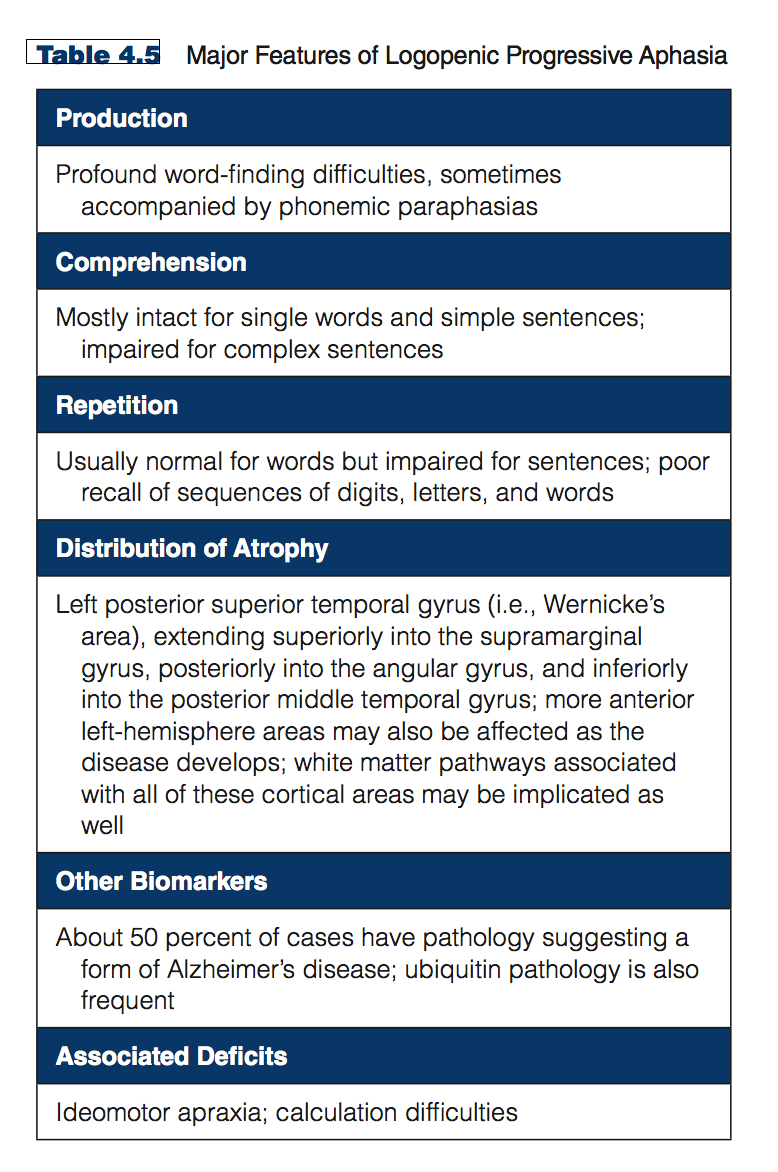 Table 4.5 Major Features of Logopenic Progressive Aphasia
Production
Profound word-finding difficulties, sometimes
accompanied by phonemic paraphasias
Comprehension
Mostly intact for single words and simple sentences;
impaired for complex sentences
Repetition
Usually normal for words but impaired for sentences; poor
recall of sequences of digits, letters, and words
Distribution of Atrophy
Left posterior superior temporal gyrus (i.e., Wernicke’s
area), extending superiorly into the supramarginal
gyrus, posteriorly into the angular gyrus, and inferiorly
into the posterior middle temporal gyrus; more anterior
left-hemisphere areas may also be affected as the
disease develops; white matter pathways associated
with all of these cortical areas may be implicated as
well
Other Biomarkers
About 50 percent of cases have pathology suggesting a
form of Alzheimer’s disease; ubiquitin pathology is also
frequent
Associated Deficits
Ideomotor apraxia; calculation difficulties